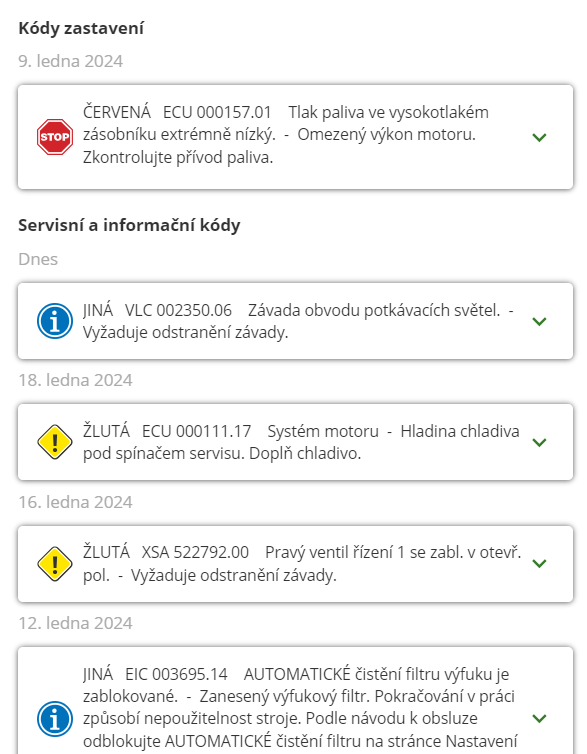 Kódy zastavení
9. ledna 2024
ČERVENÁ ECU 000157.01 Tlak paliva ve vysokotlakém
STOP
zásobníku extrémně nízký. - Omezený výkon motoru.
Zkontrolujte přívod paliva.
Servisní a informační kódy
Dnes
JINÁ VLC 002350.06 Závada obvodu potkávacích světel. -
Vyžaduje odstranění závady.
18. ledna 2024
ŽLUTÁ ECU 000111.17 Systém motoru - Hladina chladiva
pod spínačem servisu. Doplň chladivo.
16. ledna 2024
ŽLUTÁ XSA 522792.00 Pravý ventil řízení 1 se zabl. v otevř.
pol. - Vyžaduje odstranění závady.
12. ledna 2024
JINÁ EIC 003695.14 AUTOMATICKÉ čistění filtru výfuku je
zablokované. - Zanesený výfukový filtr. Pokračování v práci
způsobí nepoužitelnost stroje. Podle návodu k obsluze
odblokujte AUTOMATICKÉ čistění filtru na stránce Nastavení